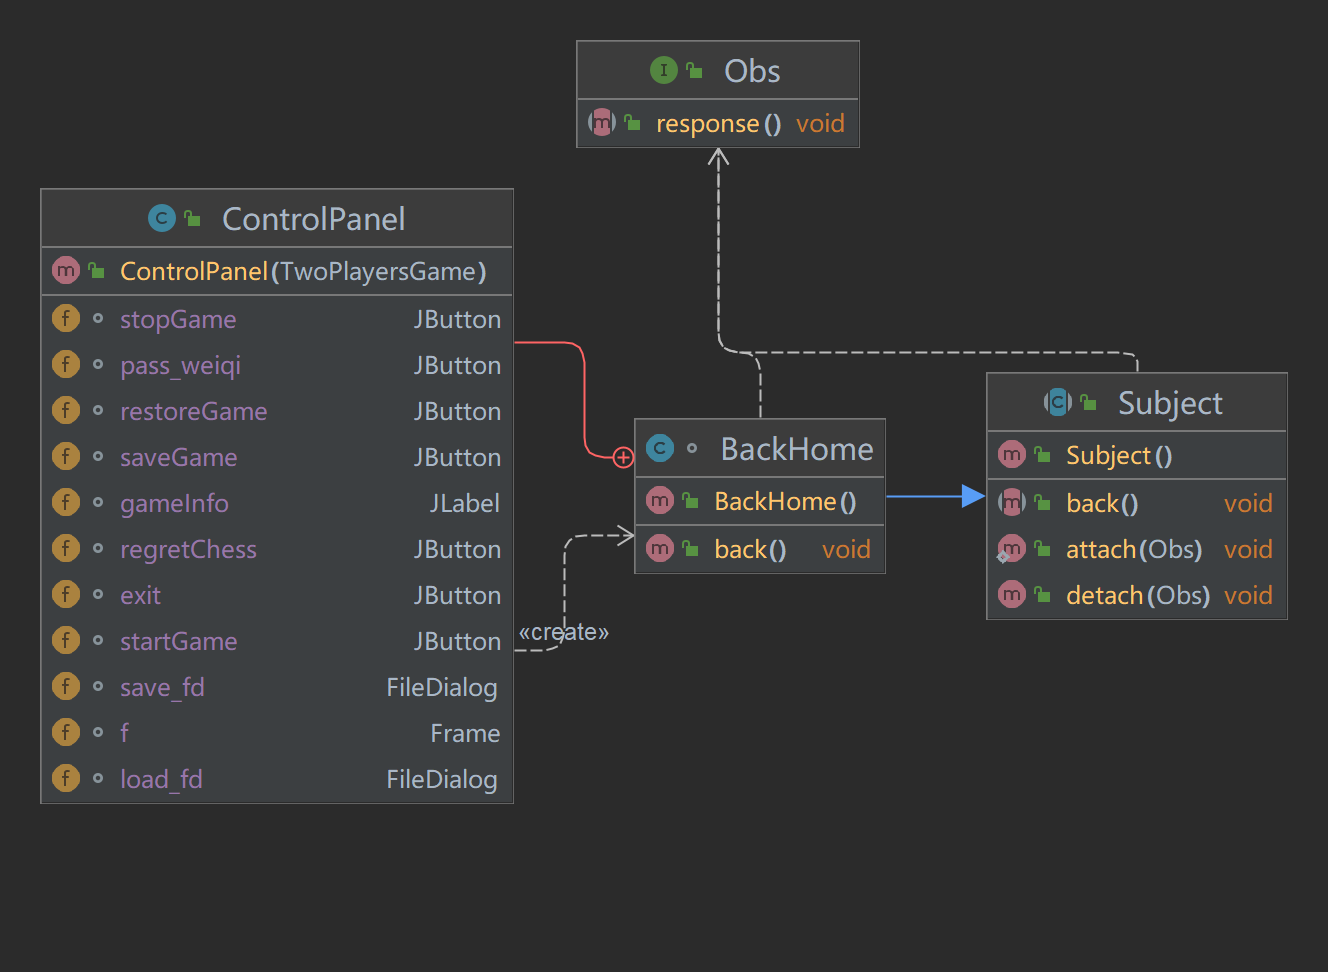 Obs
response() void
ControlPanel
ControlPanel(TwoPlayersGame)
stopGame JButton
pass_weiqi JButton
restoreGame JButton
saveGame JButton
gameInfo JLabel
regretChess JButton
exit JButton
startGame JButton
save_fd FileDialog
f Frame
load_fd FileDialog
«create»
BackHome
BackHome()
back() void
Subject
Subject()
back() void
attach(Obs) void
detach(Obs) void